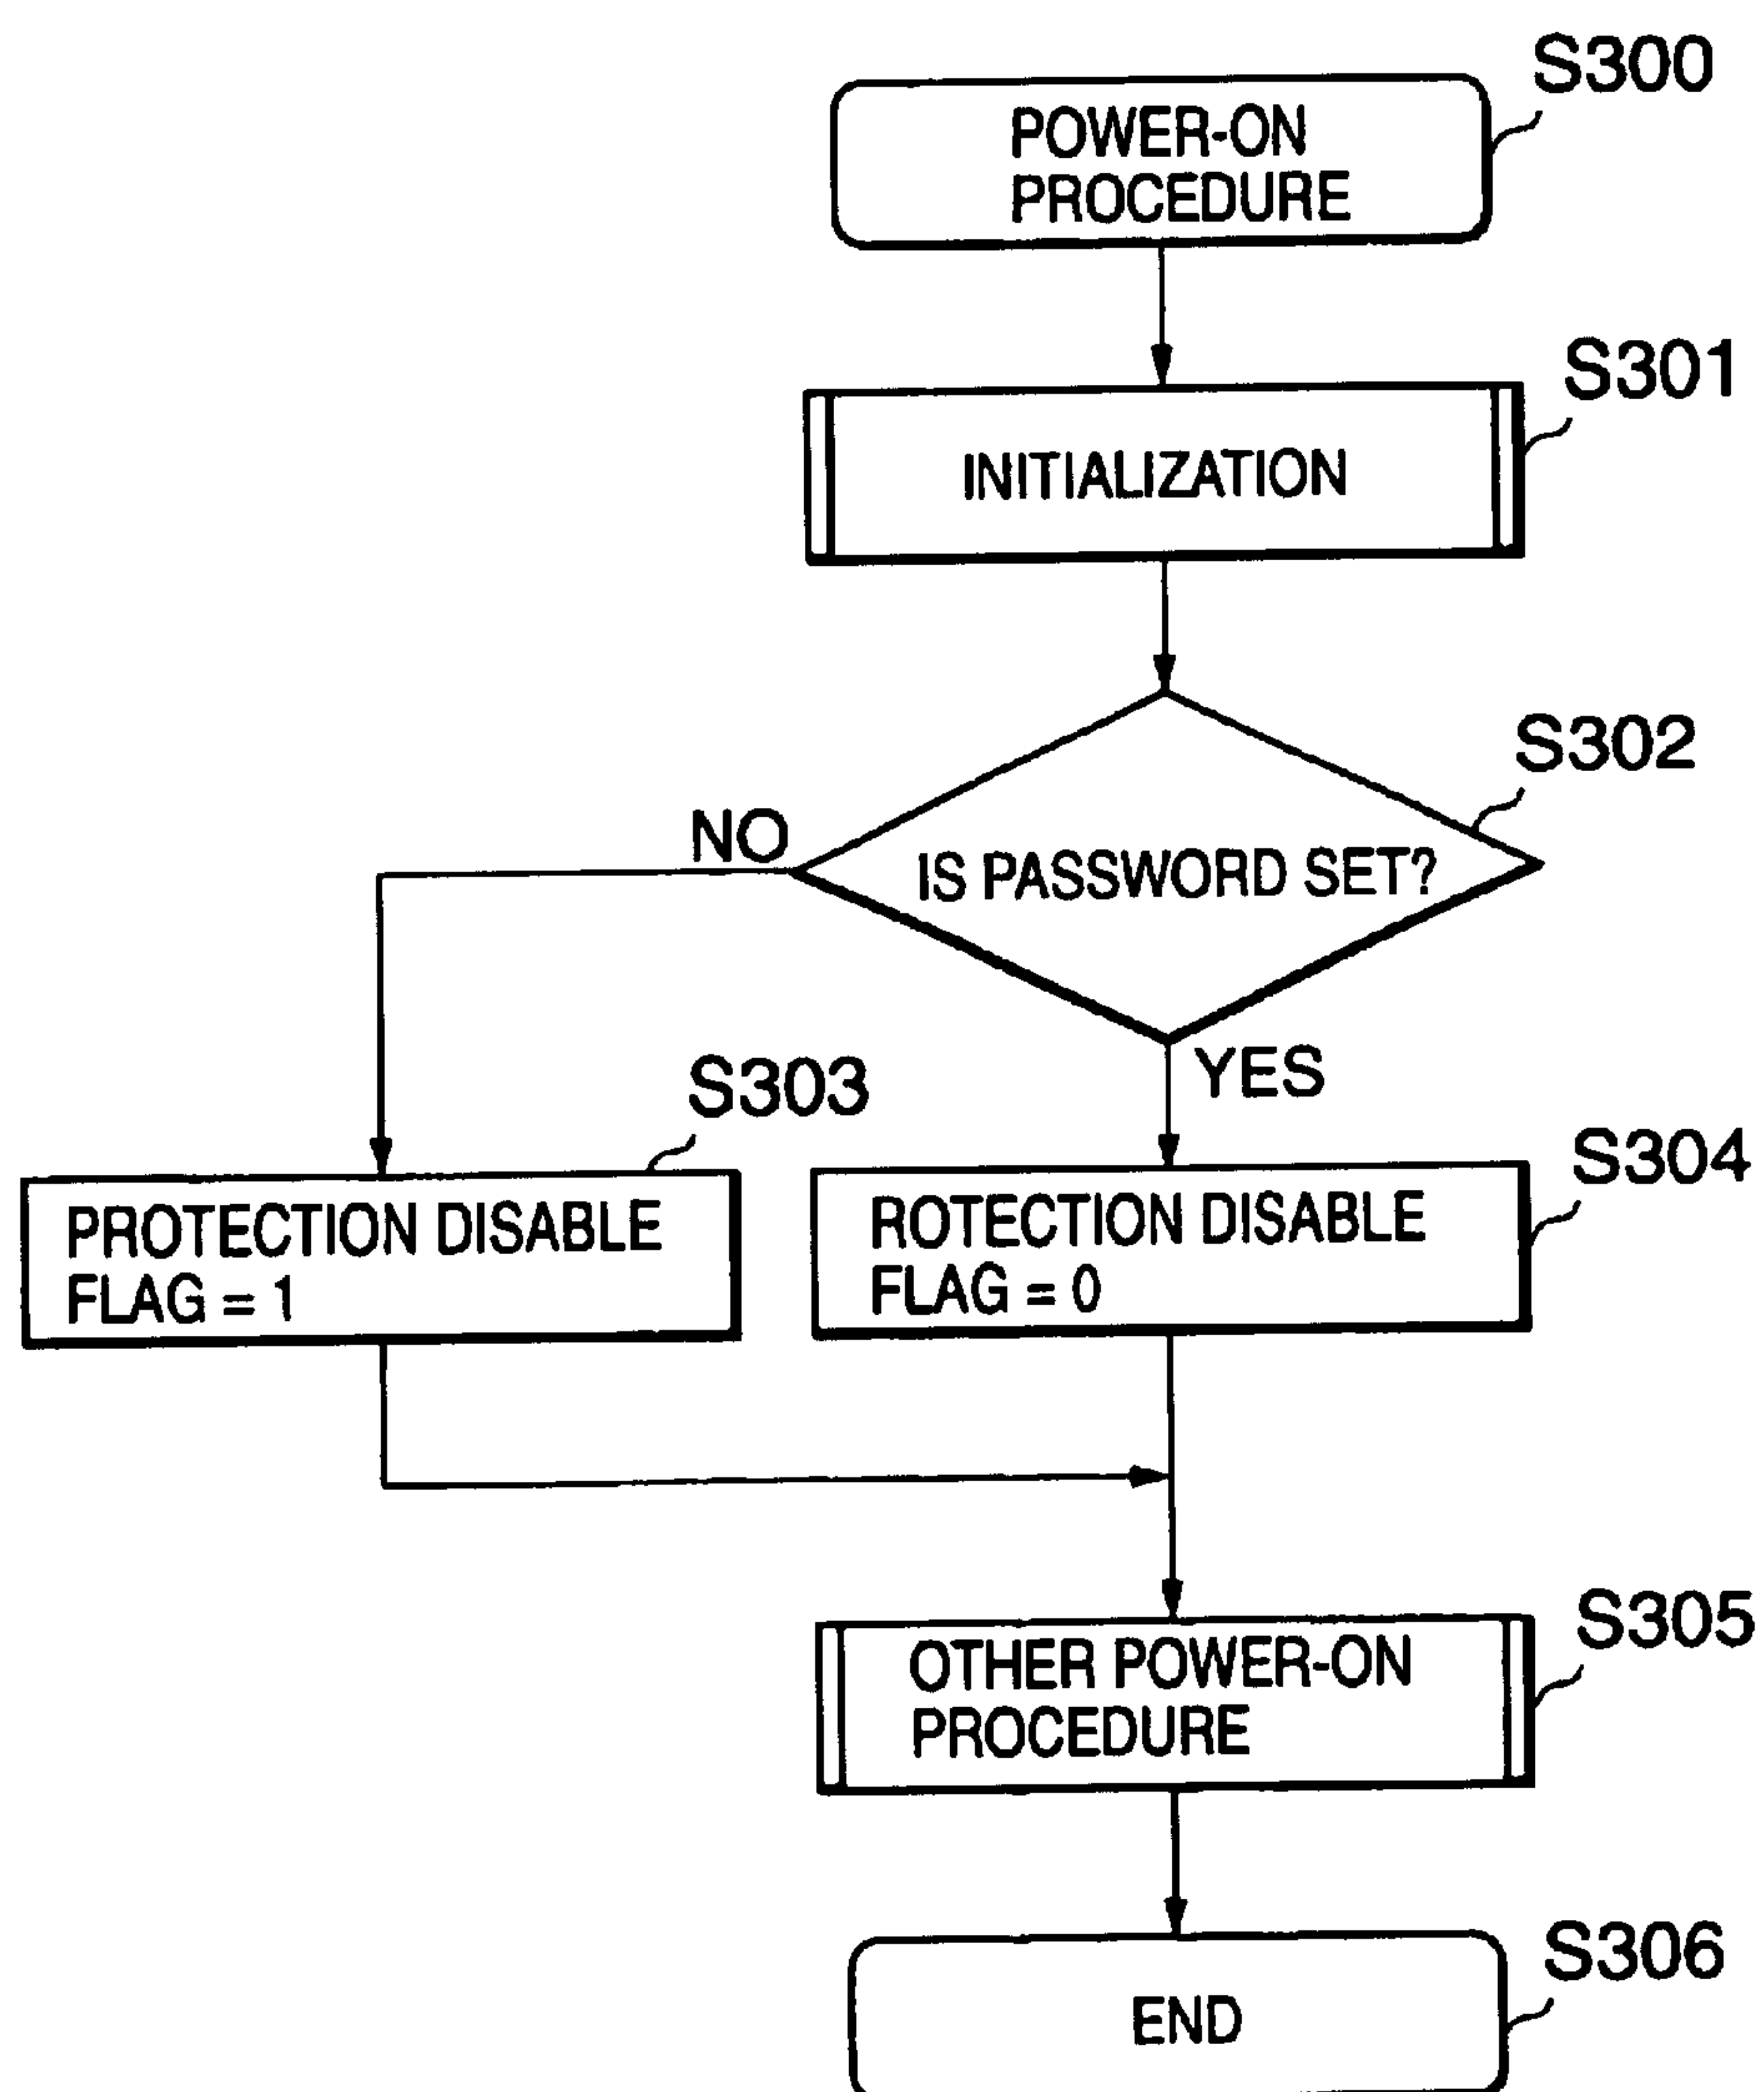 S300
POWER-ON
PROCEDURE
S301
INITIALIZATION
S302
NO
IS PASSWORD SET?
YES
S303
S304
PROTECTION DISABLE
FLAG = 1
ROTECTION DISABLE
FLAG = 0
S305
OTHER POWER-ON
PROCEDURE
S306
END